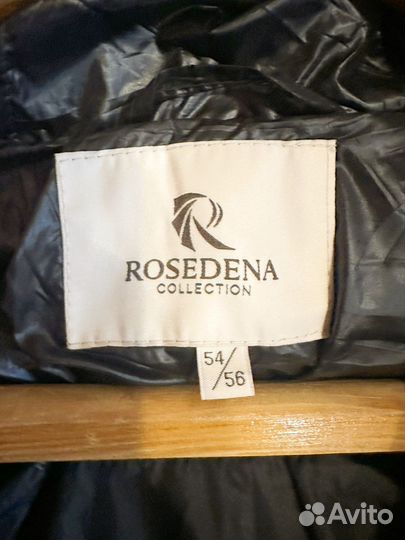 ROSEDENA
COLLECTION
54/
56
Avito